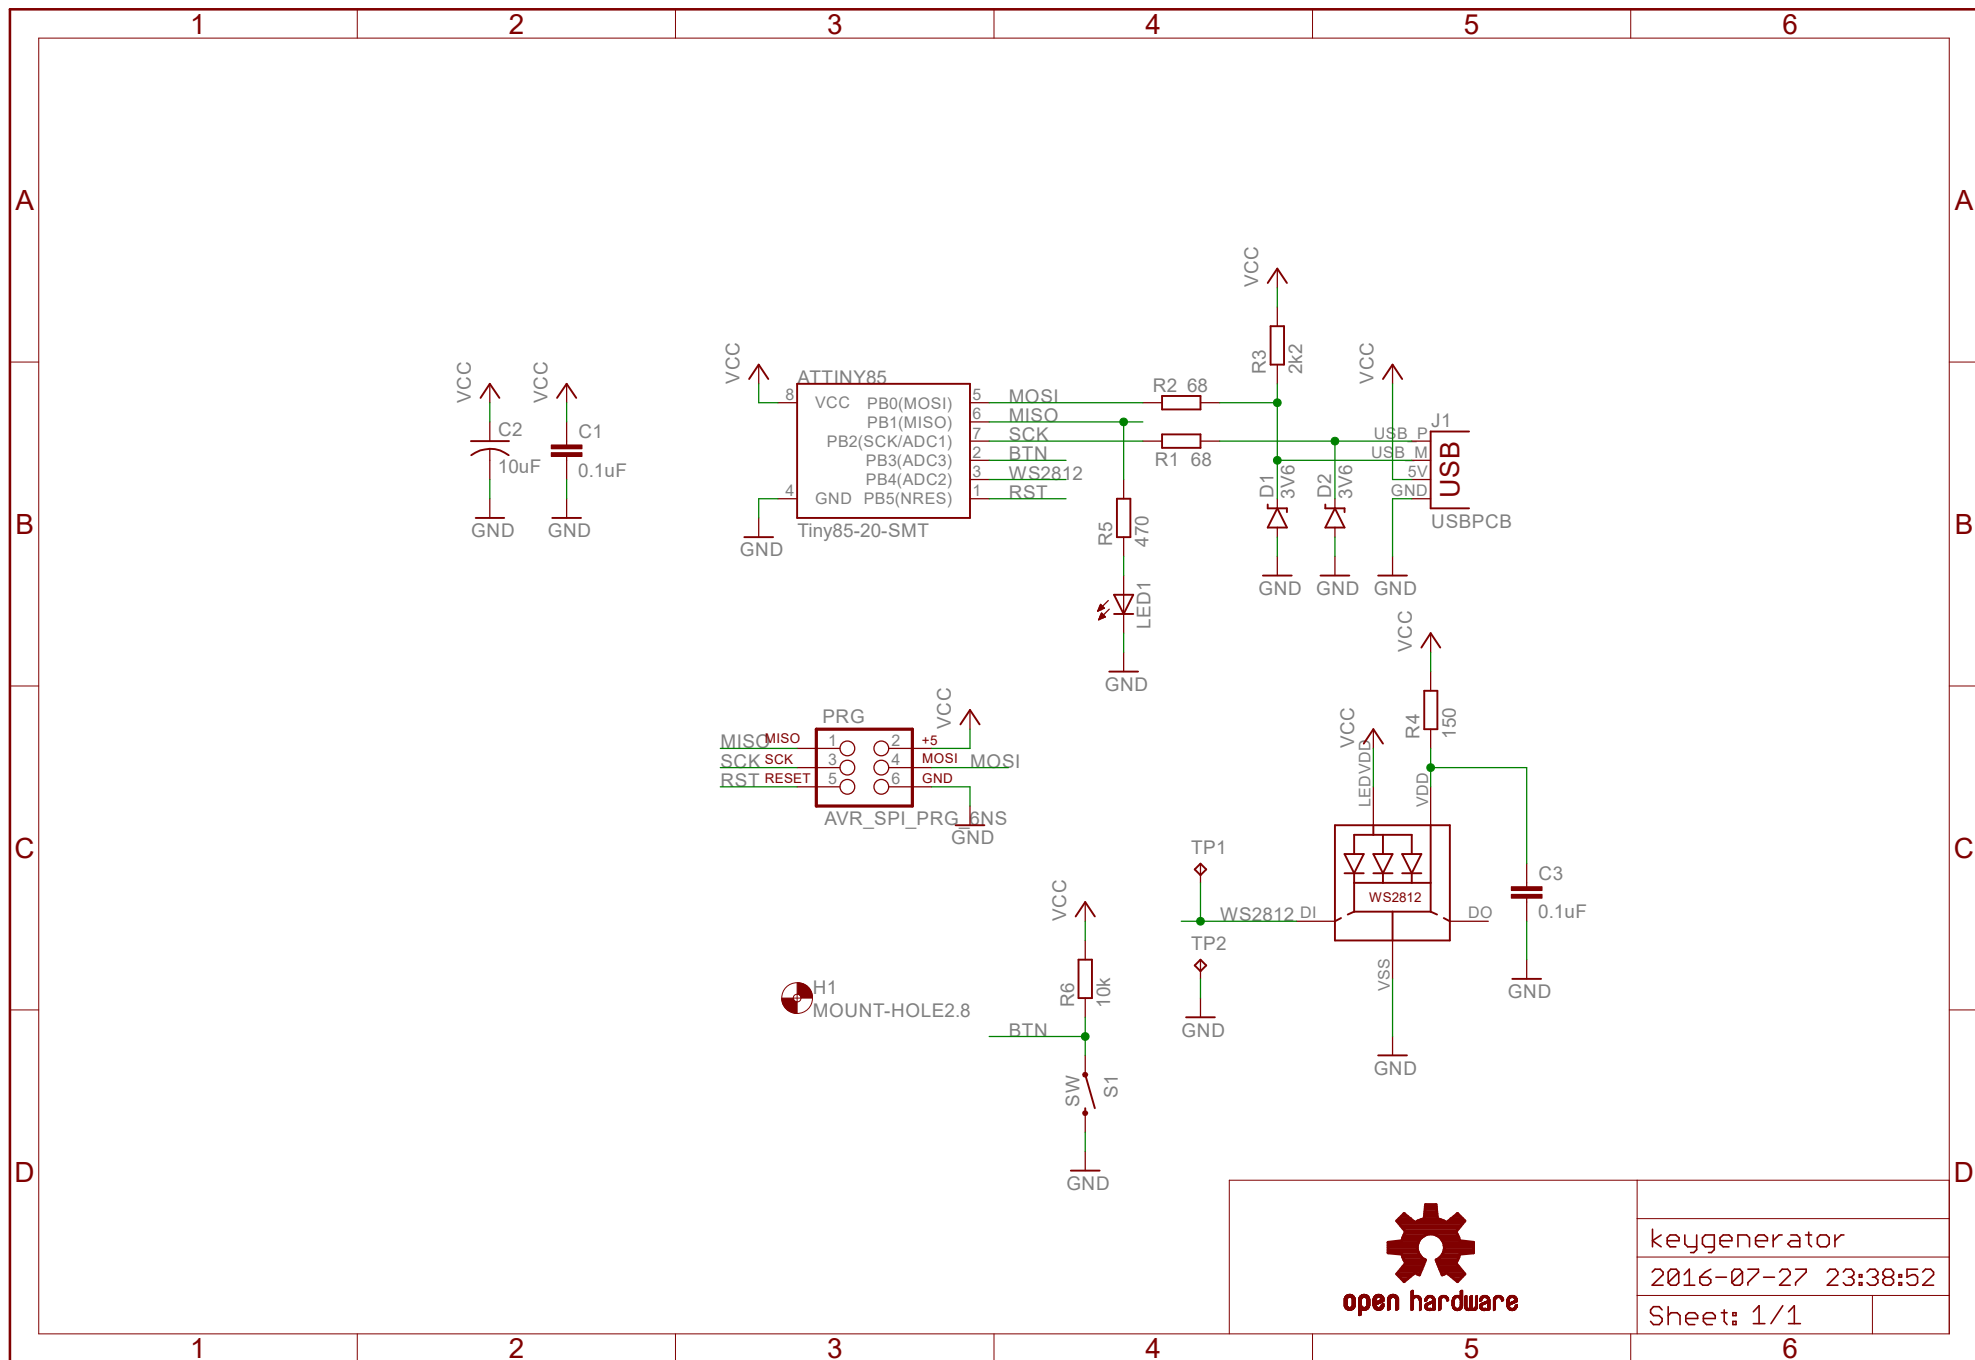 1 2 3 4 5 6
A A
VCC
R3
2k2
VCC VCC VCC VCC
ATTINY85
C2
10uF
C1
0.1uF
GND GND
8 VCC PB0(MOSI) 5 MOSI
PB1(MISO) 6 MISO
PB2(SCK/ADC1) 7 SCK
PB3(ADC3) 2 BTN
PB4(ADC2) 3 WS2812
4 GND PB5(NRES) 1 RST
Tiny85-20-SMT
GND
R2 68
R1 68
J1
USB_P
USB_M
5V
GND
USB
USBPCB
D1
3V6
D2
3V6
R5
470
B B
GND GND GND
LED1
GND
VCC
R4
150
PRG
VCC
MISO MISO 1 2 +5
SCK SCK 3 4 MOSI MOSI
RST RESET 5 6 GND
AVR_SPI_PRG_6NS
GND
VCC
LEDVDD
VDD
C C
TP1
WS2812
WS2812 DI DO
C3
0.1uF
TP2
VSS
GND
GND
GND
VCC
R6
10k
H1
MOUNT-HOLE2.8
BTN
SW
S1
GND
D D
open hardware
keygenerator
2016-07-27 23:38:52
Sheet: 1/1
1 2 3 4 5 6